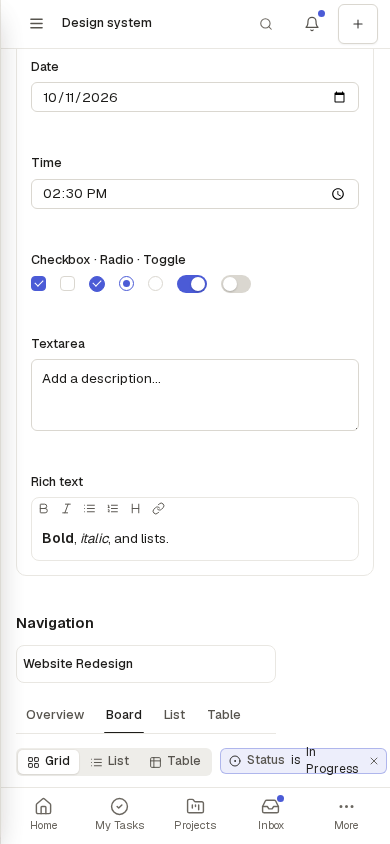 Design system
Date
10/11/2026
Time
02:30 PM
Checkbox · Radio · Toggle
Textarea
Add a description...
Rich text
B I H
Bold, italic, and lists.
Navigation
Website Redesign
Overview Board List Table
Grid List Table Status is In Progress
Home My Tasks Projects Inbox More